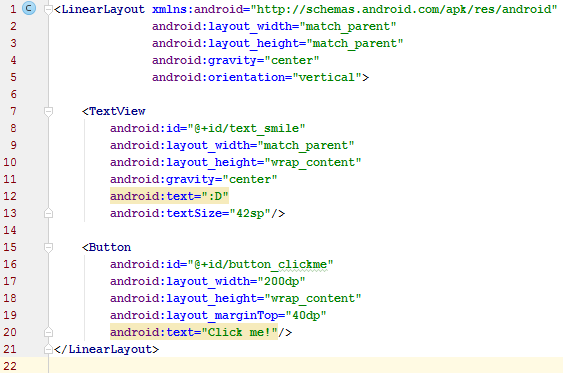 1 C <LinearLayout xmlns:android="http://schemas.android.com/apk/res/android"
2 android:layout_width="match_parent"
3 android:layout_height="match_parent"
4 android:gravity="center"
5 android:orientation="vertical">
6
7 <TextView
8 android:id="@+id/text_smile"
9 android:layout_width="match_parent"
10 android:layout_height="wrap_content"
11 android:gravity="center"
12 android:text=":D"
13 android:textSize="42sp"/>
14
15 <Button
16 android:id="@+id/button_clickme"
17 android:layout_width="200dp"
18 android:layout_height="wrap_content"
19 android:layout_marginTop="40dp"
20 android:text="Click me!"/>
21 </LinearLayout>
22